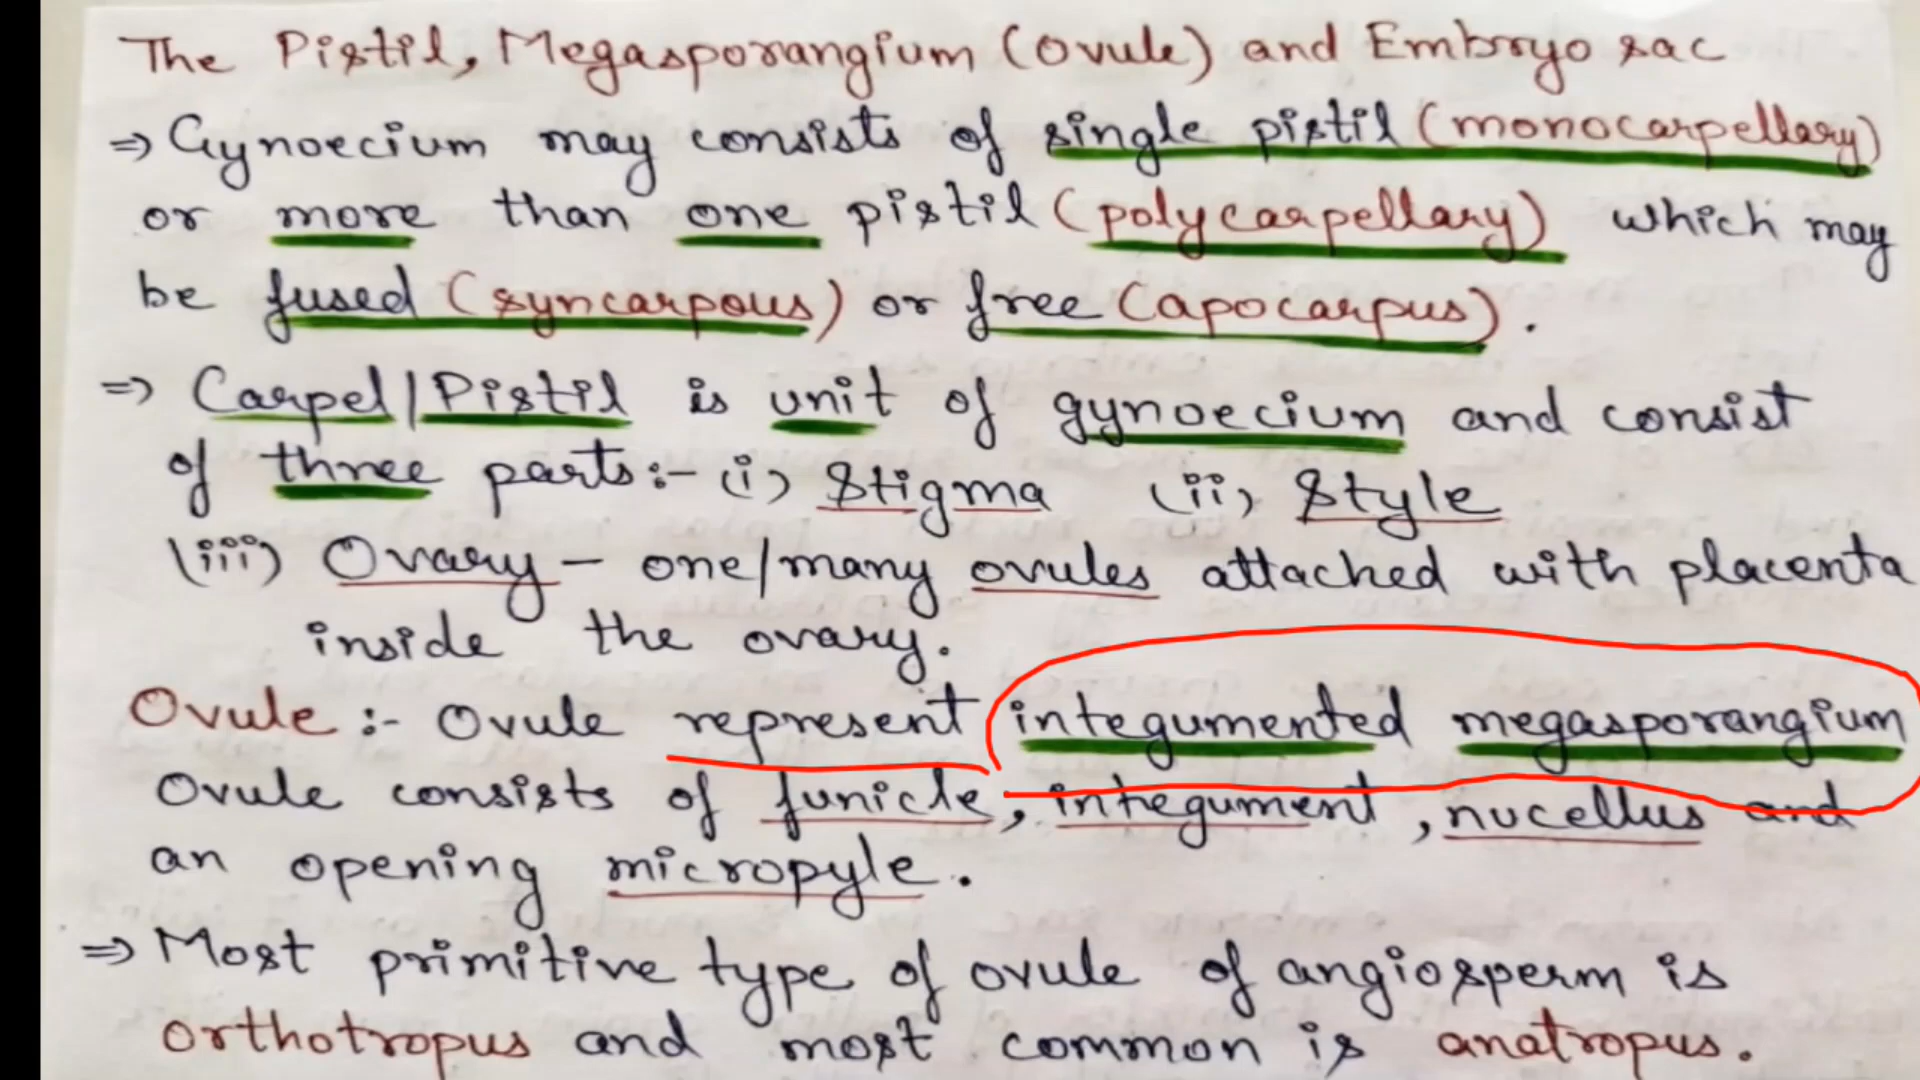 The Pistil, Megasporangium (Ovule) and Embryo sac
⇒ Gynoecium may consists of single pistil (monocarpellary)
or more than one pistil (polycarpellary) which may
be fused (syncarpous) or free (apocarpus).
⇒ Carpel/Pistil is unit of gynoecium and consist
of three parts:- (i) Stigma (ii) Style
(iii) Ovary - one/many ovules attached with placenta
inside the ovary.
Ovule :- Ovule represent integumented megasporangium
Ovule consists of funicle, integument, nucellus and
an opening micropyle.
⇒ Most primitive type of ovule of angiosperm is
orthotropus and most common is anatropus.